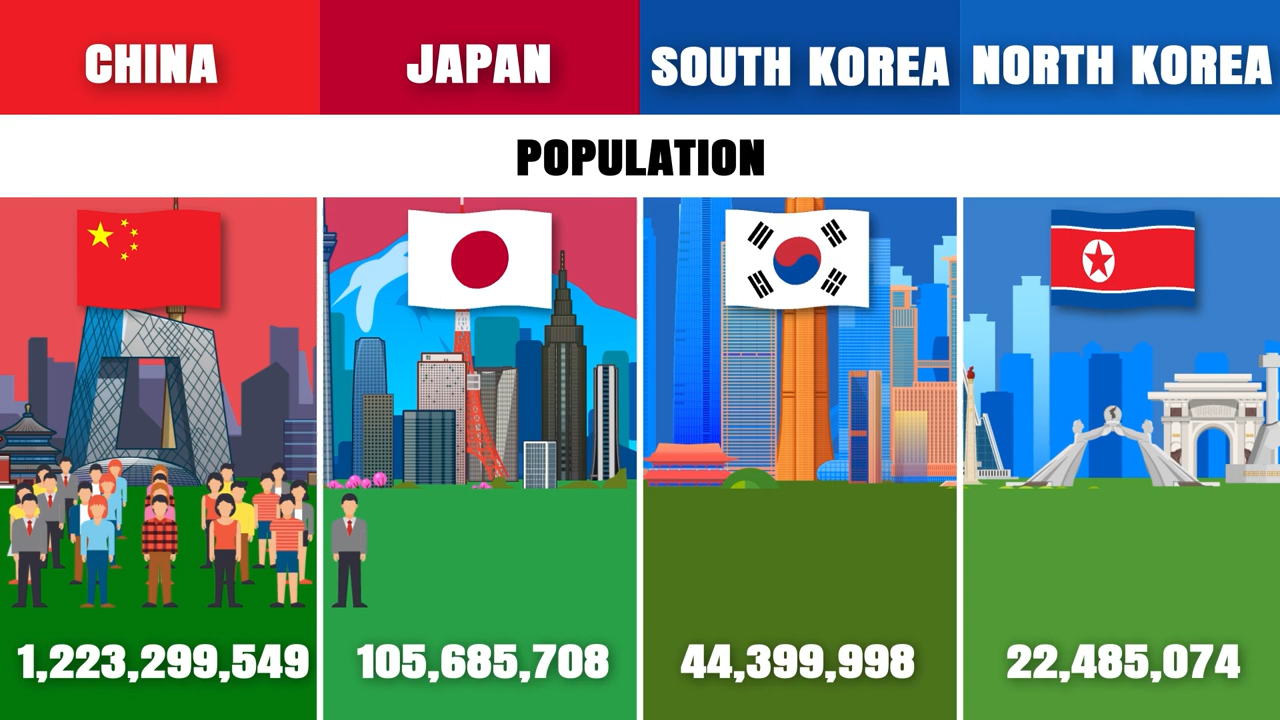 CHINA
JAPAN
SOUTH KOREA
NORTH KOREA
POPULATION
1,223,299,549
105,685,708
44,399,998
22,485,074